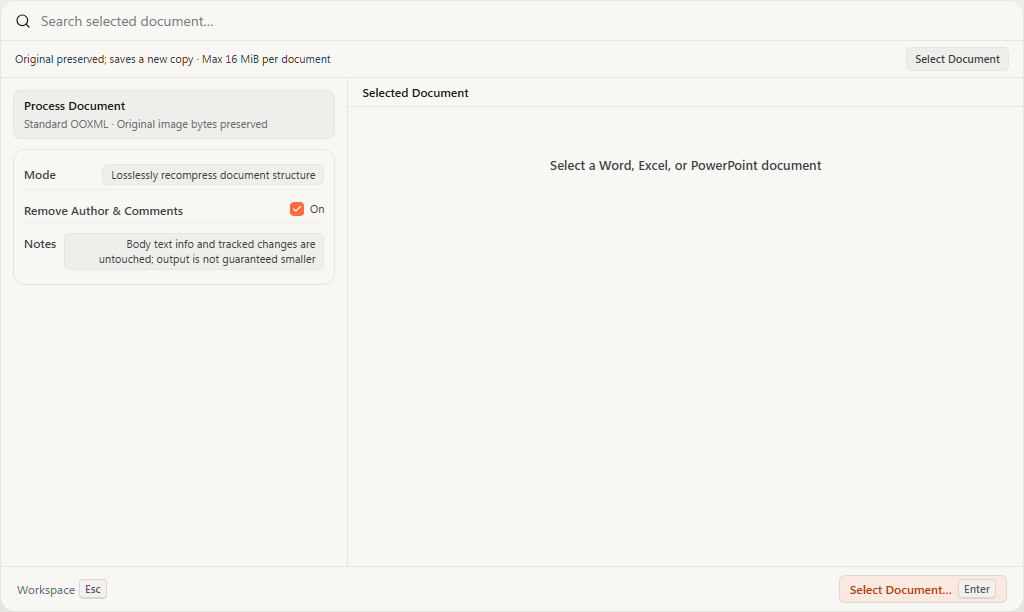 Search selected document...
Original preserved; saves a new copy · Max 16 MiB per document
Select Document
Process Document
Standard OOXML · Original image bytes preserved
Mode
Losslessly recompress document structure
Remove Author & Comments
On
Notes
Body text info and tracked changes are
untouched; output is not guaranteed smaller
Selected Document
Select a Word, Excel, or PowerPoint document
Workspace Esc
Select Document... Enter